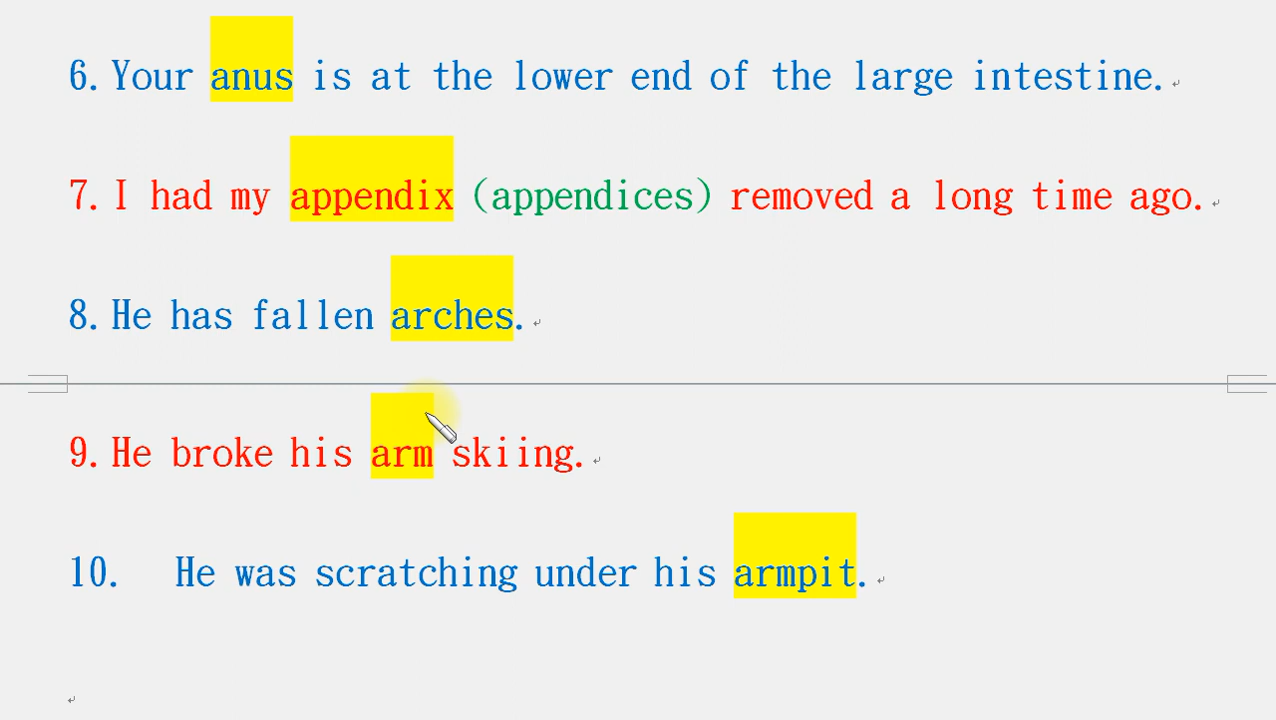 6. Your anus is at the lower end of the large intestine.
7. I had my appendix (appendices) removed a long time ago.
8. He has fallen arches.
9. He broke his arm skiing.
10. He was scratching under his armpit.